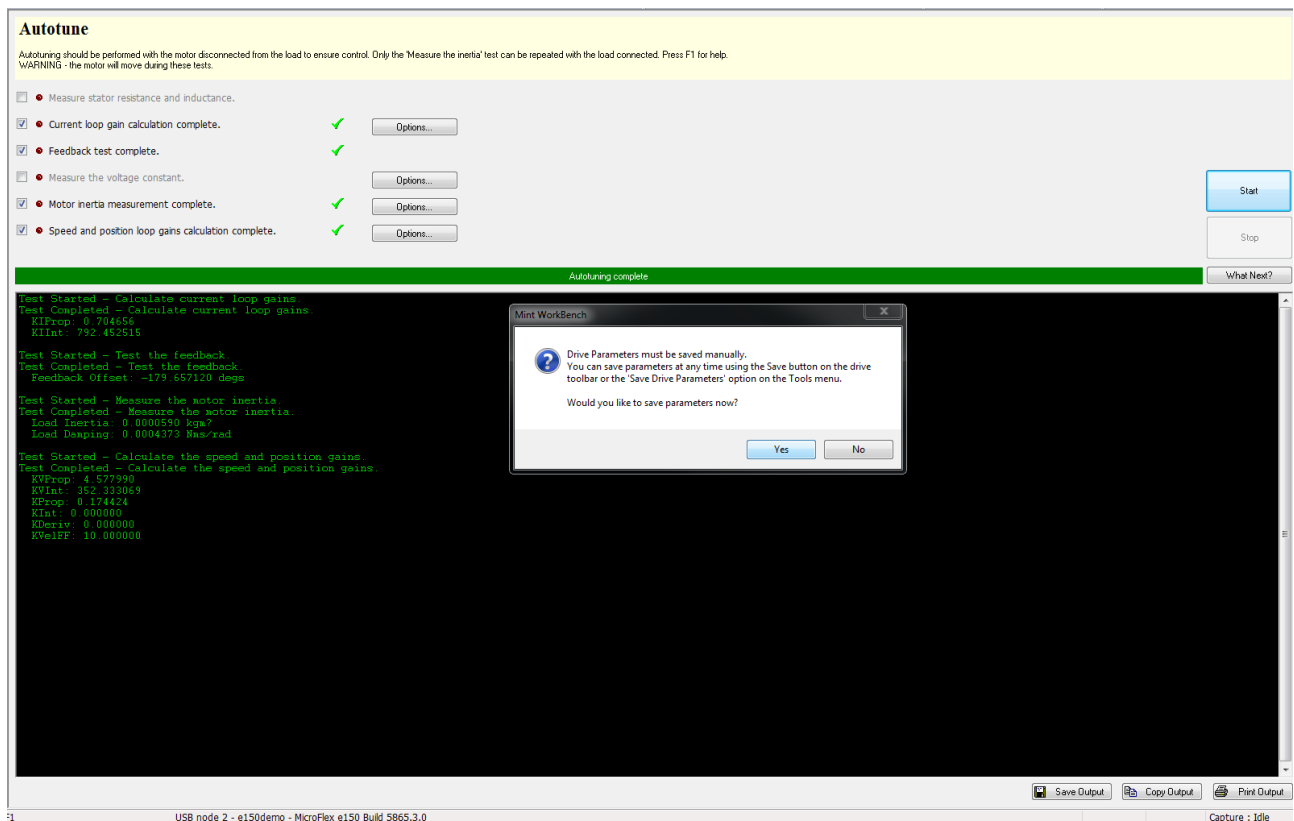 Autotune
Autotuning should be performed with the motor disconnected from the load to ensure control. Only the 'Measure the inertia' test can be repeated with the load connected. Press F1 for help.
WARNING - the motor will move during these tests.
Measure stator resistance and inductance.
Current loop gain calculation complete.
Options...
Feedback test complete.
Measure the voltage constant.
Options...
Motor inertia measurement complete.
Options...
Speed and position loop gains calculation complete.
Options...
Start
Stop
Autotuning complete
What Next?
Test Started - Calculate current loop gains.
Test Completed - Calculate current loop gains.
KIProp: 0.704656
KIInt: 792.452515
Test Started - Test the feedback.
Test Completed - Test the feedback.
Feedback Offset: -179.657120 degs
Test Started - Measure the motor inertia.
Test Completed - Measure the motor inertia.
Load Inertia: 0.0000590 kgm?
Load Damping: 0.0004373 Nms/rad
Test Started - Calculate the speed and position gains.
Test Completed - Calculate the speed and position gains.
KVProp: 4.577990
KVInt: 352.333069
KProp: 0.174424
KInt: 0.000000
KDeriv: 0.000000
KVelFF: 10.000000
Mint WorkBench
Drive Parameters must be saved manually.
You can save parameters at any time using the Save button on the drive
toolbar or the 'Save Drive Parameters' option on the Tools menu.
Would you like to save parameters now?
Yes
No
Save Output
Copy Output
Print Output
F1
USB node 2 - e150demo - MicroFlex e150 Build 5865.3.0
Capture : Idle